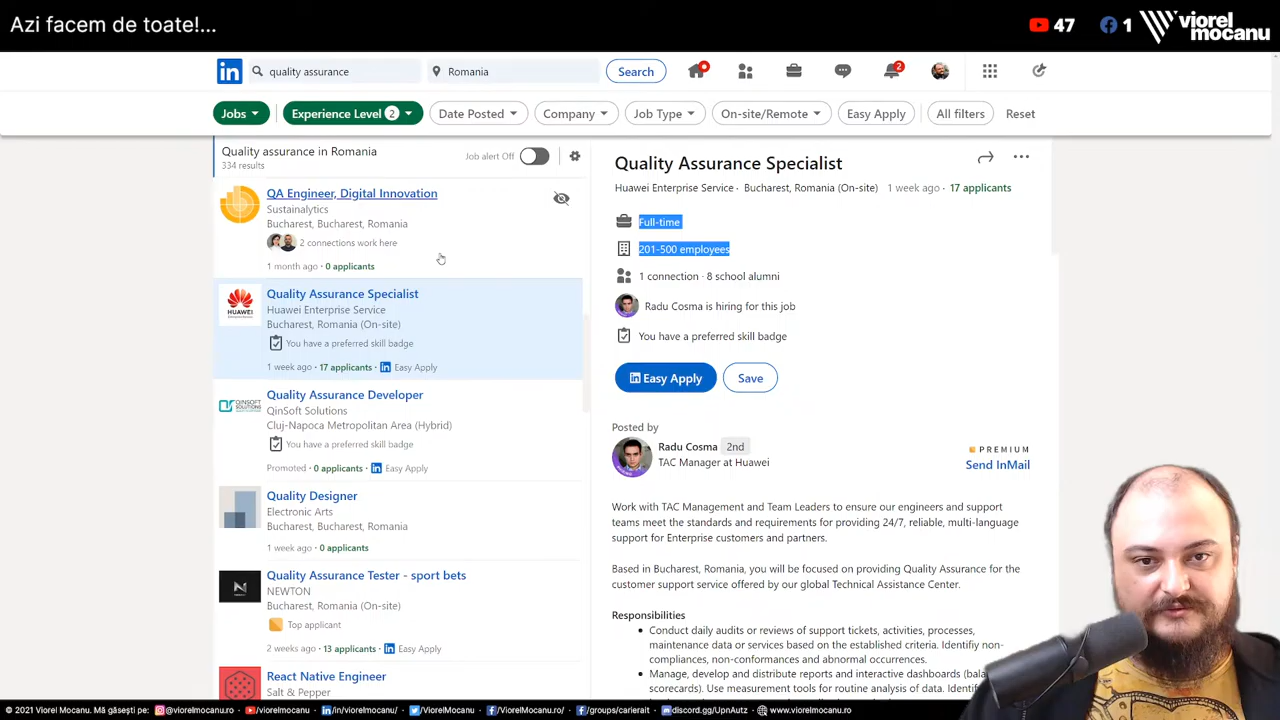 Azi facem de toate!...
47
1
viorel mocanu
in
quality assurance
Romania
Search
2
Jobs
Experience Level 2
Date Posted
Company
Job Type
On-site/Remote
Easy Apply
All filters
Reset
Quality assurance in Romania
334 results
Job alert Off
QA Engineer, Digital Innovation
Sustainalytics
Bucharest, Bucharest, Romania
2 connections work here
1 month ago · 0 applicants
HUAWEI
Quality Assurance Specialist
Huawei Enterprise Service
Bucharest, Romania (On-site)
You have a preferred skill badge
1 week ago · 17 applicants in Easy Apply
QINSOFT SOLUTIONS
Quality Assurance Developer
QinSoft Solutions
Cluj-Napoca Metropolitan Area (Hybrid)
You have a preferred skill badge
Promoted · 0 applicants in Easy Apply
Quality Designer
Electronic Arts
Bucharest, Bucharest, Romania
1 week ago · 0 applicants
Quality Assurance Tester - sport bets
NEWTON
Bucharest, Romania (On-site)
Top applicant
2 weeks ago · 13 applicants in Easy Apply
React Native Engineer
Salt & Pepper
Quality Assurance Specialist
Huawei Enterprise Service · Bucharest, Romania (On-site) 1 week ago · 17 applicants
Full-time
201-500 employees
1 connection · 8 school alumni
Radu Cosma is hiring for this job
You have a preferred skill badge
in Easy Apply
Save
Posted by
Radu Cosma 2nd
TAC Manager at Huawei
PREMIUM
Send InMail
Work with TAC Management and Team Leaders to ensure our engineers and support
teams meet the standards and requirements for providing 24/7, reliable, multi-language
support for Enterprise customers and partners.
Based in Bucharest, Romania, you will be focused on providing Quality Assurance for the
customer support service offered by our global Technical Assistance Center.
Responsibilities
• Conduct daily audits or reviews of support tickets, activities, processes,
maintenance data or services based on the established criteria. Identifiy non-
compliances, non-conformances and abnormal occurrences.
• Manage, develop and distribute reports and interactive dashboards (bala
scorecards). Use measurement tools for routine analysis of data. Identif
© 2021 Viorel Mocanu. Mă găsești pe: @viorelmocanu.ro /viorelmocanu.ro in/viorelmocanu/ /ViorelMocanu /ViorelMocanu.ro/ /groups/carierait discord.gg/UpnAutz www.viorelmocanu.ro